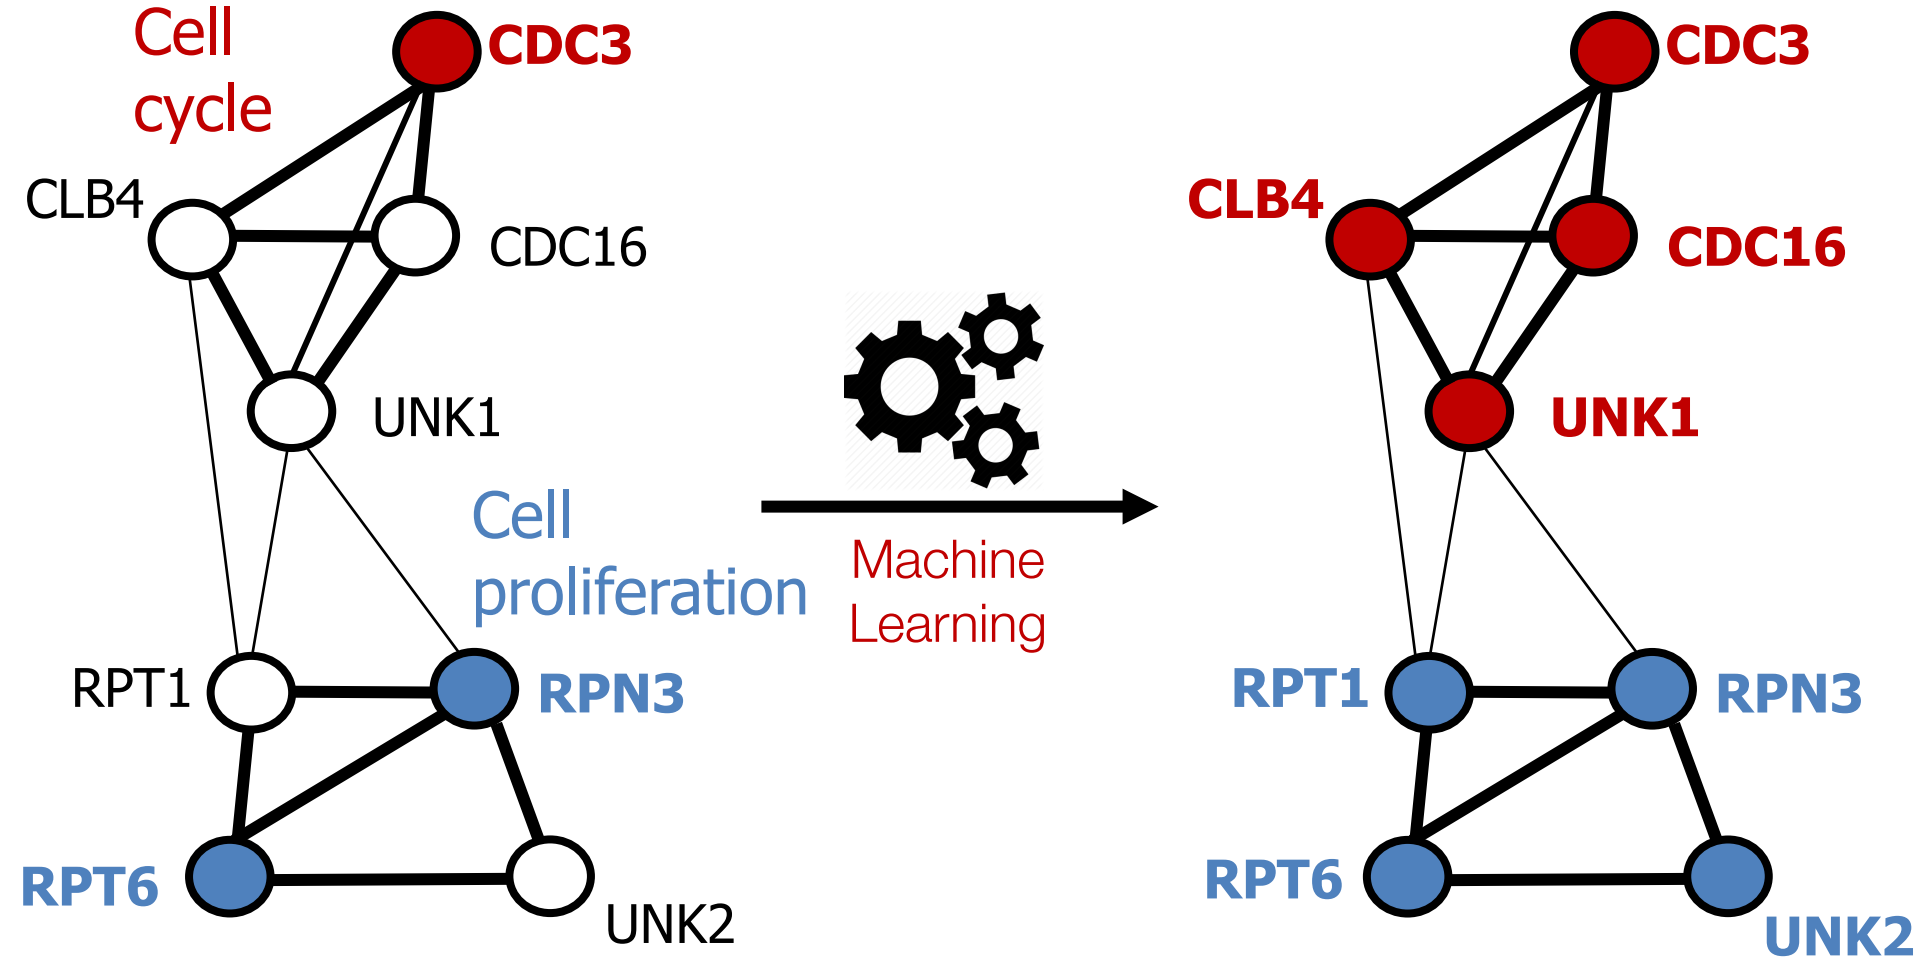 Cell
cycle
CDC3
CLB4
CDC16
UNK1
Cell
proliferation
RPT1
RPN3
RPT6
UNK2
Machine
Learning
CDC3
CLB4
CDC16
UNK1
RPT1
RPN3
RPT6
UNK2